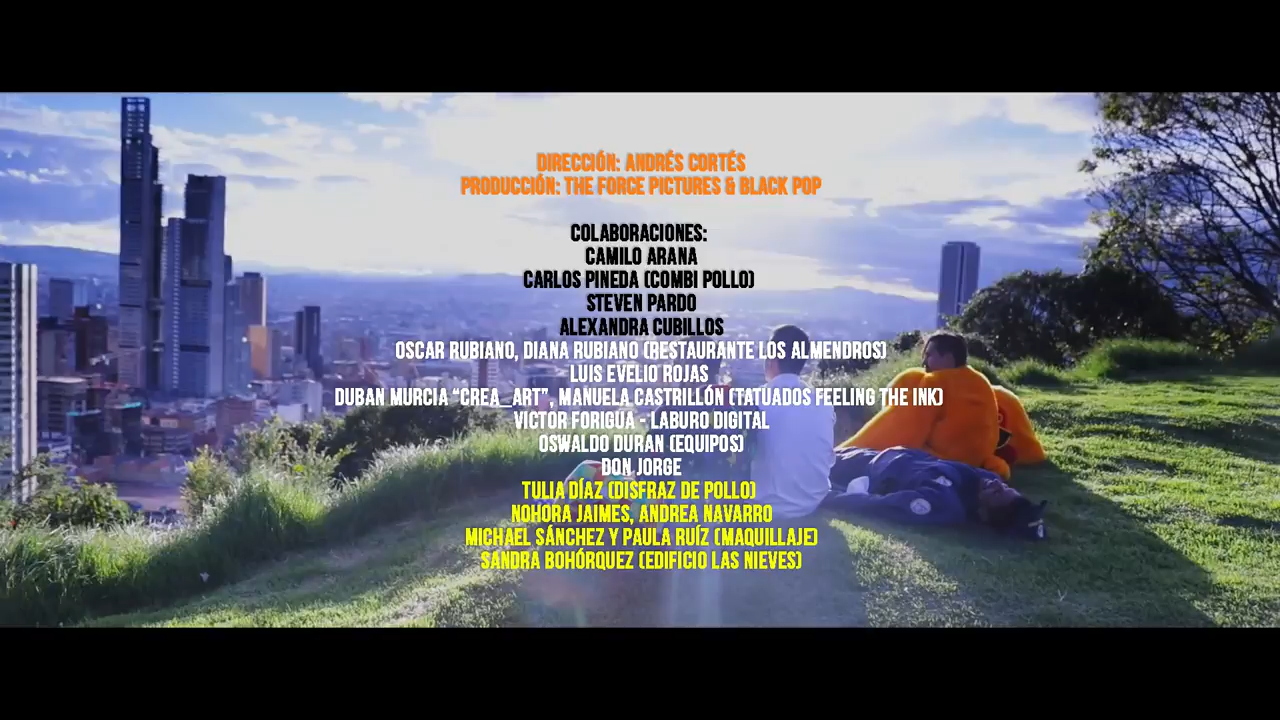 DIRECCIÓN: ANDRÉS CORTÉS
PRODUCCIÓN: THE FORCE PICTURES & BLACK POP
COLABORACIONES:
CAMILO ARANA
CARLOS PINEDA (COMBI POLLO)
STEVEN PARDO
ALEXANDRA CUBILLOS
OSCAR RUBIANO, DIANA RUBIANO (RESTAURANTE LOS ALMENDROS)
LUIS EVELIO ROJAS
DUBAN MURCIA “CREA_ART”, MANUELA CASTRILLÓN (TATUADOS FEELING THE INK)
VICTOR FORIGUA - LABURO DIGITAL
OSWALDO DURAN (EQUIPOS)
DON JORGE
TULIA DÍAZ (DISFRAZ DE POLLO)
NOHORA JAIMES, ANDREA NAVARRO
MICHAEL SÁNCHEZ Y PAULA RUÍZ (MAQUILLAJE)
SANDRA BOHÓRQUEZ (EDIFICIO LAS NIEVES)